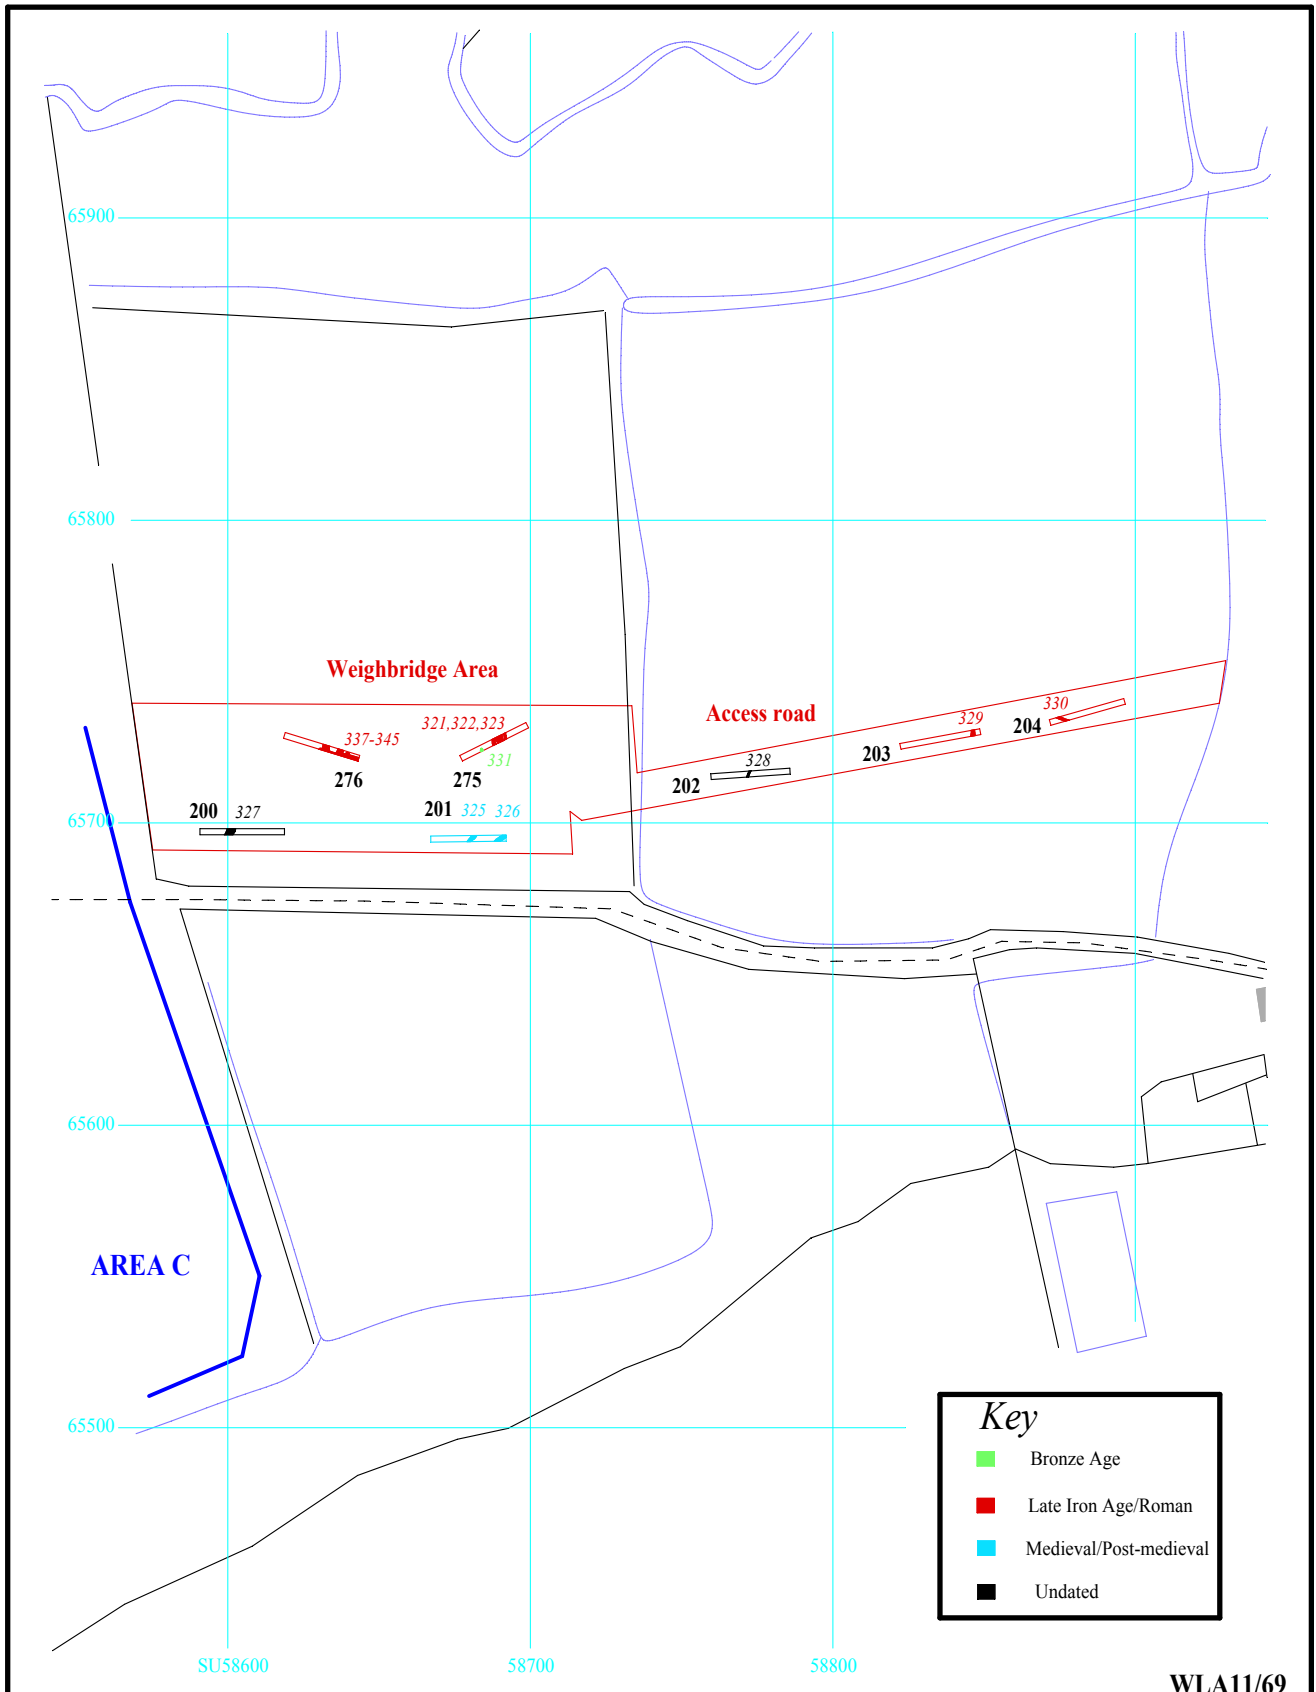 65900
65800
Weighbridge Area
Access road
321,322,323
330
329
204
337-345
203
331
328
276
275
202
200 327
201 325 326
65700
65600
AREA C
65500
Key
Bronze Age
Late Iron Age/Roman
Medieval/Post-medieval
Undated
SU58600
58700
58800
WLA11/69